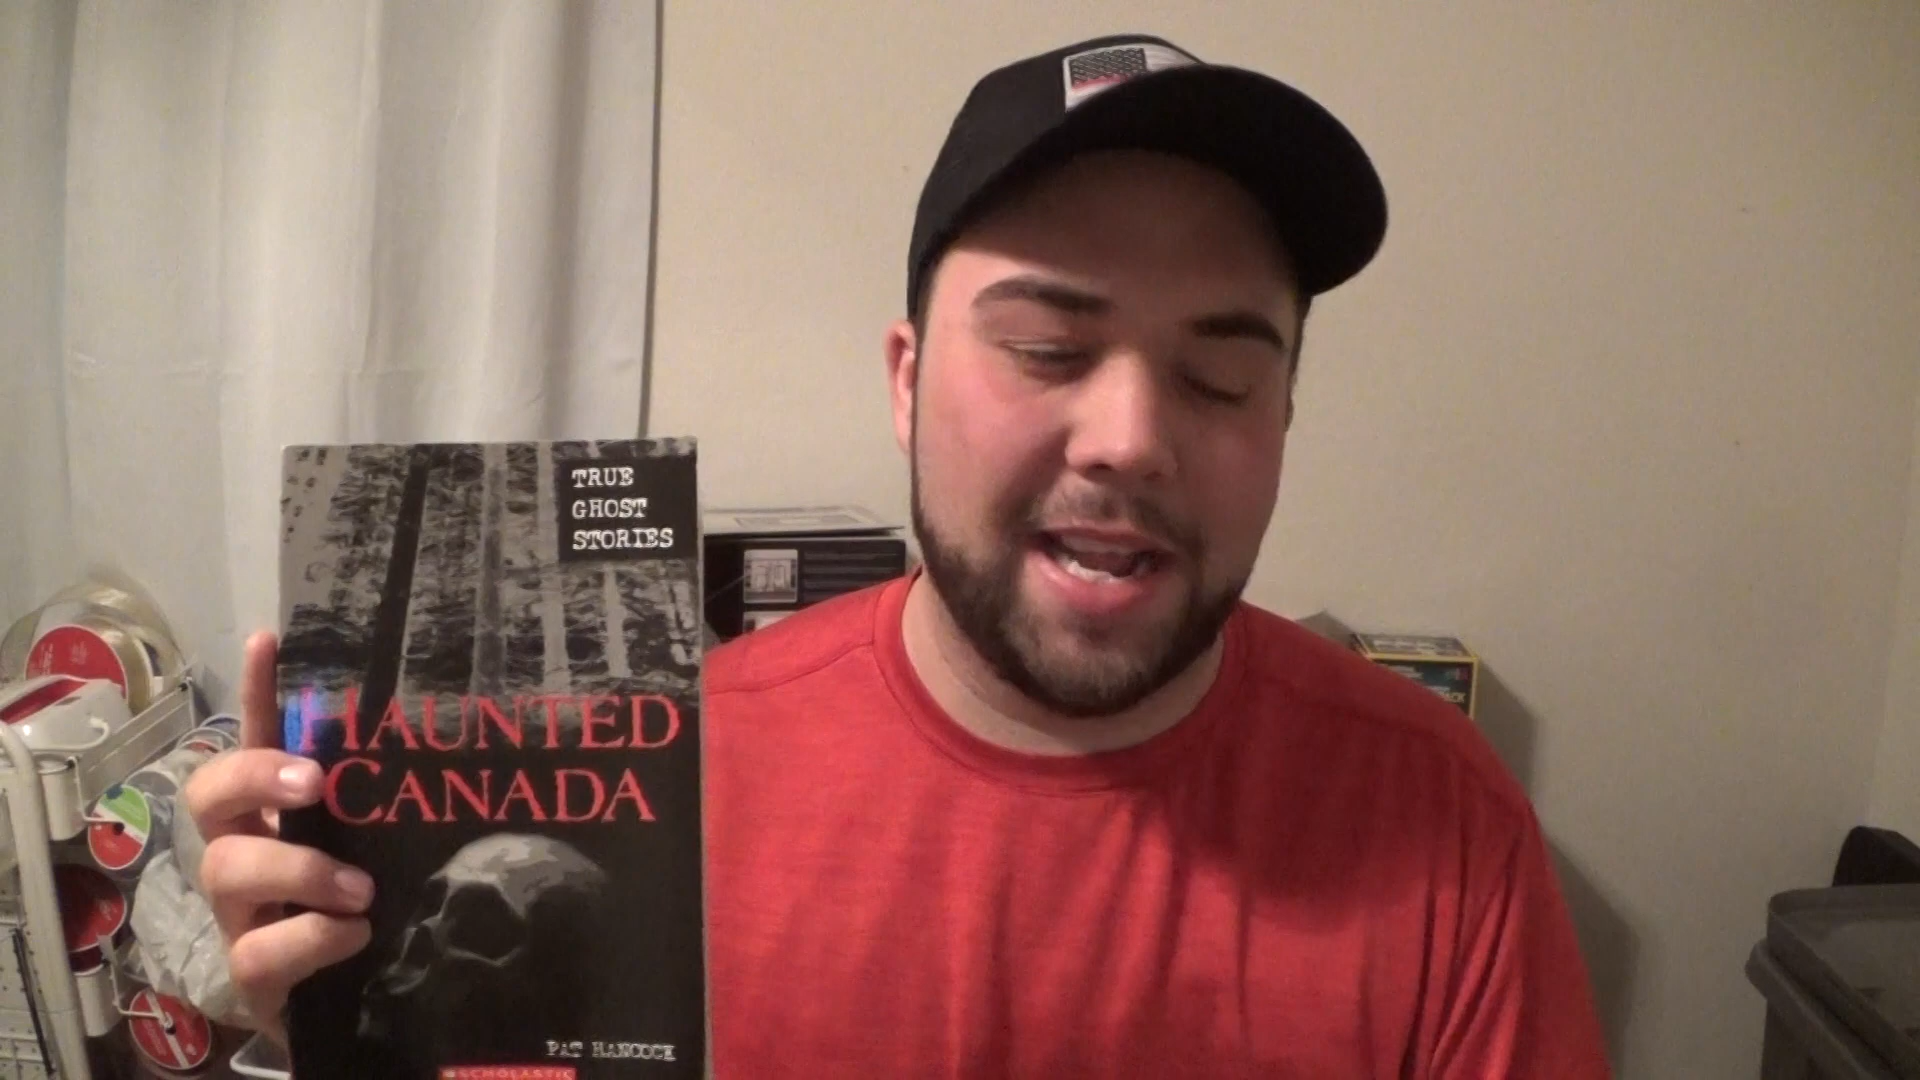 TRUE
GHOST
STORIES
HAUNTED
CANADA
PAT HANCOCK
SCHOLASTIC